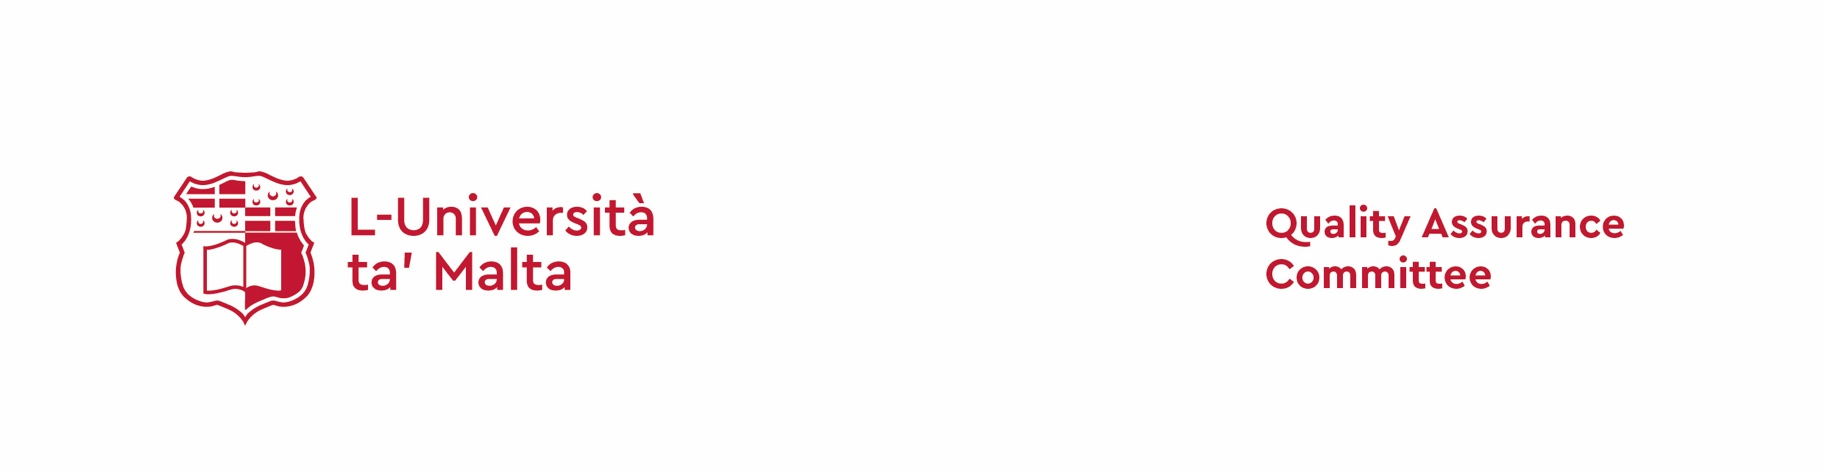 L-Università
ta' Malta
Quality Assurance
Committee